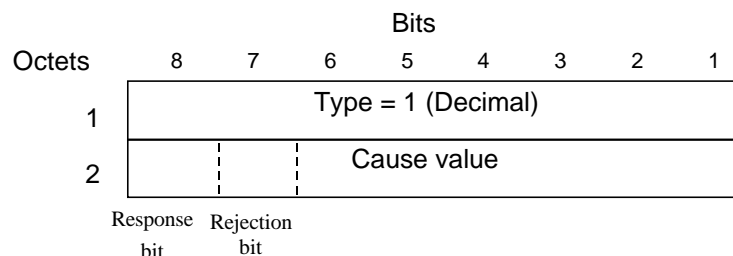 Bits
Octets 8 7 6 5 4 3 2 1
1 Type = 1 (Decimal)
2 Cause value
Response Rejection
bit bit